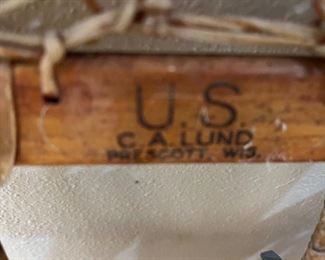 U.S.
C. A. LUND
PRESCOTT, WIS.